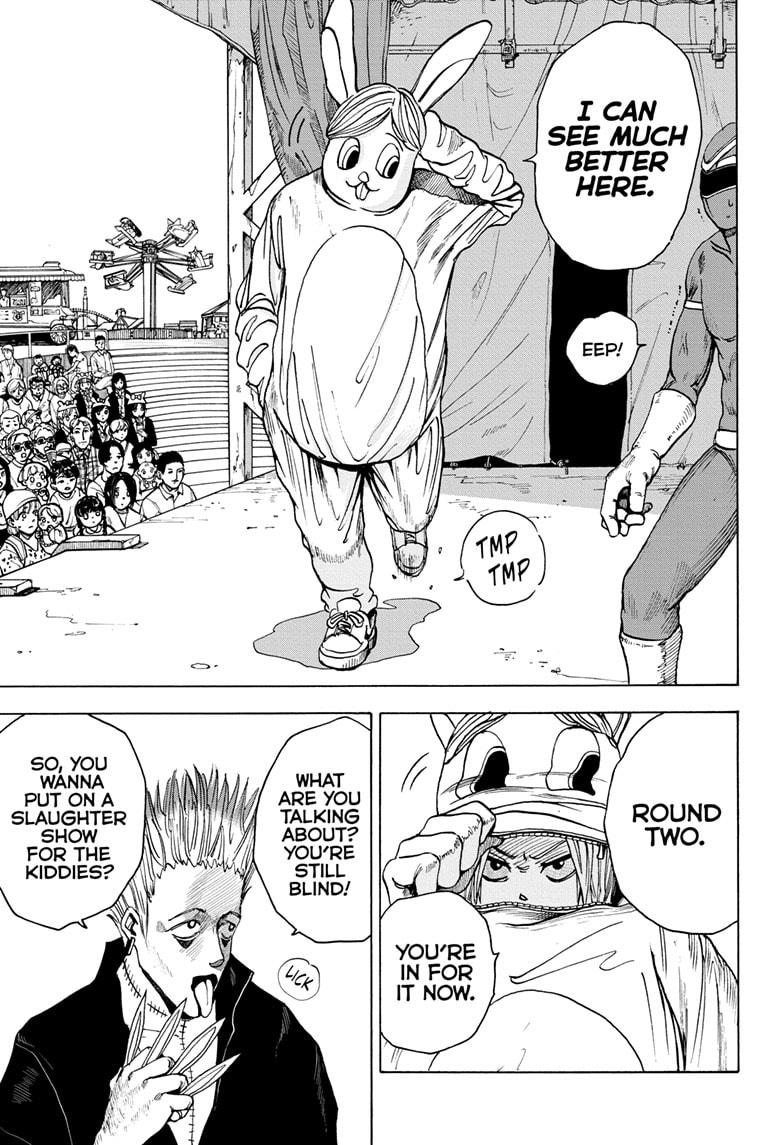 I CAN
SEE MUCH
BETTER
HERE.
EEP!
TMP
TMP
ROUND
TWO.
YOU'RE
IN FOR
IT NOW.
WHAT
ARE YOU
TALKING
ABOUT?
YOU'RE
STILL
BLIND!
SO, YOU
WANNA
PUT ON A
SLAUGHTER
SHOW
FOR THE
KIDDIES?
LICK